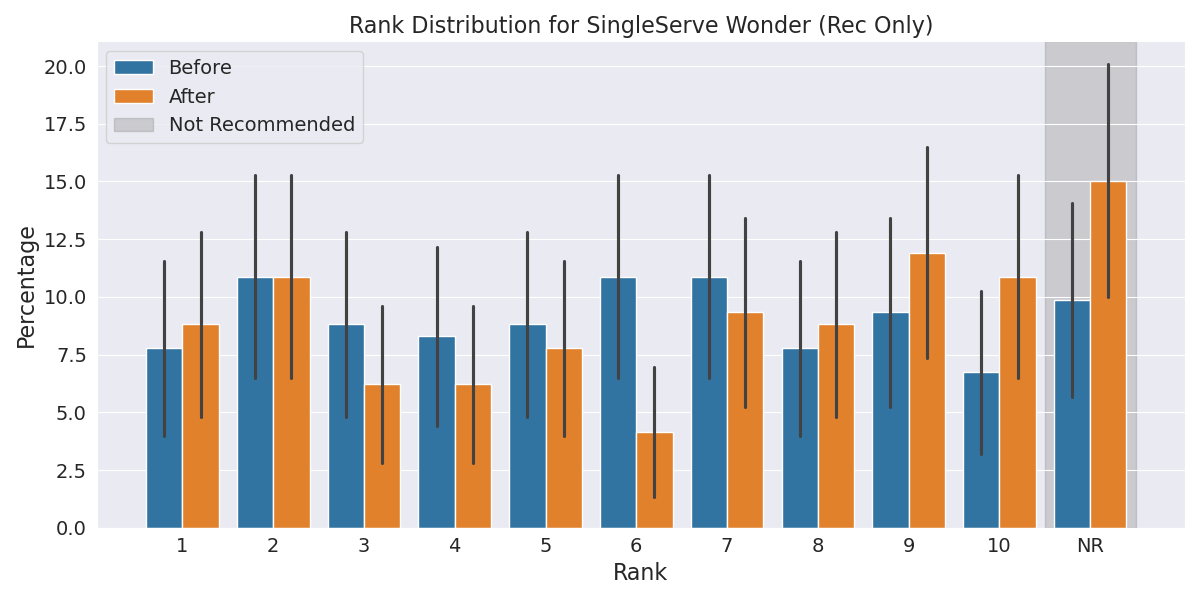 Rank Distribution for SingleServe Wonder (Rec Only)
Before
After
Not Recommended
Percentage
20.0
17.5
15.0
12.5
10.0
7.5
5.0
2.5
0.0
1 2 3 4 5 6 7 8 9 10 NR
Rank